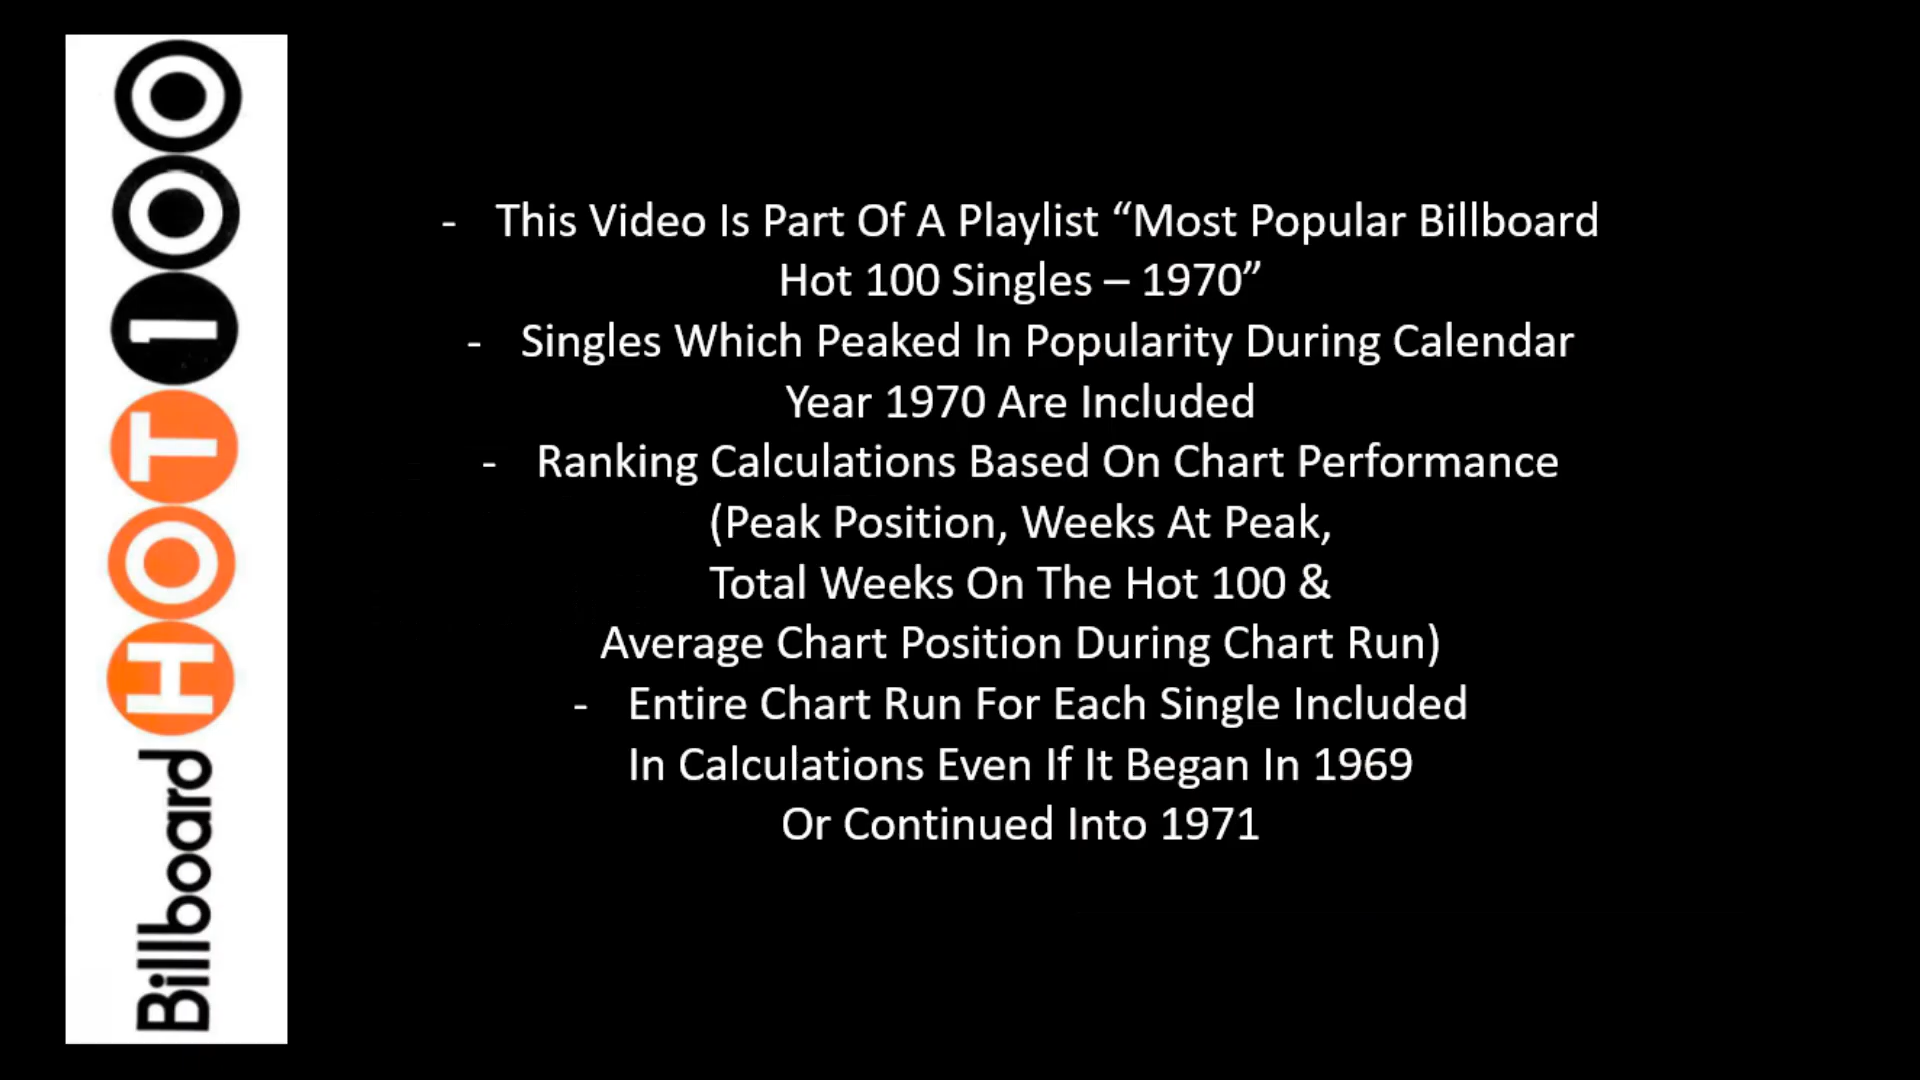 Billboard HOT 100
- This Video Is Part Of A Playlist “Most Popular Billboard
Hot 100 Singles – 1970”
- Singles Which Peaked In Popularity During Calendar
Year 1970 Are Included
- Ranking Calculations Based On Chart Performance
(Peak Position, Weeks At Peak,
Total Weeks On The Hot 100 &
Average Chart Position During Chart Run)
- Entire Chart Run For Each Single Included
In Calculations Even If It Began In 1969
Or Continued Into 1971